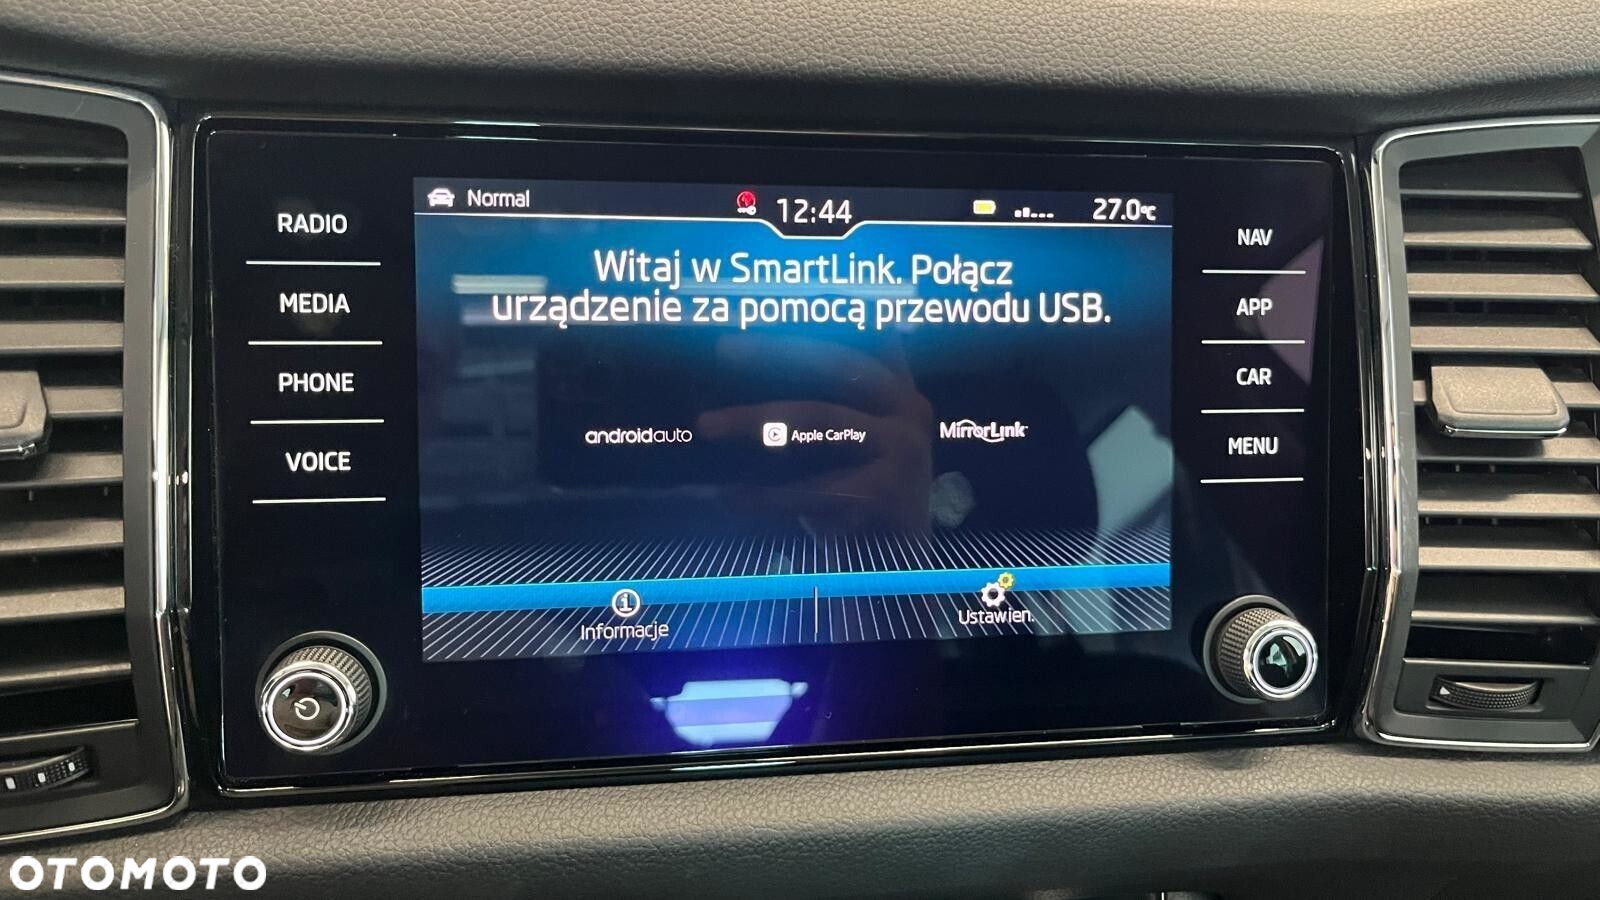 Normal
12:44
27.0°C
Witaj w SmartLink. Połącz
urządzenie za pomocą przewodu USB.
RADIO
MEDIA
PHONE
VOICE
androidauto
Apple CarPlay
MirrorLink
NAV
APP
CAR
MENU
Informacje
Ustawien.
OTOMOTO